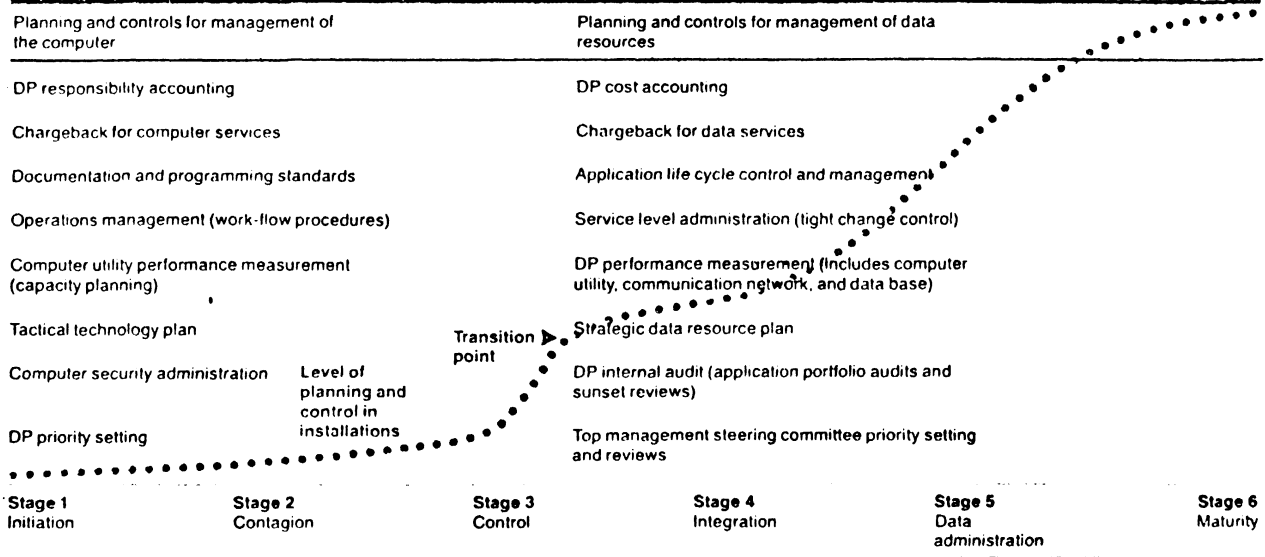 Planning and controls for management of
the computer
Planning and controls for management of data
resources
DP responsibility accounting
DP cost accounting
Chargeback for computer services
Chargeback for data services
Documentation and programming standards
Application life cycle control and management
Operations management (work-flow procedures)
Service level administration (tight change control)
Computer utility performance measurement
(capacity planning)
DP performance measurement (Includes computer
utility, communication network, and data base)
Tactical technology plan
Transition
point
Strategic data resource plan
Computer security administration
Level of
planning and
control in
installations
DP internal audit (application portfolio audits and
sunset reviews)
DP priority setting
Top management steering committee priority setting
and reviews
Stage 1
Initiation
Stage 2
Contagion
Stage 3
Control
Stage 4
Integration
Stage 5
Data
administration
Stage 6
Maturity